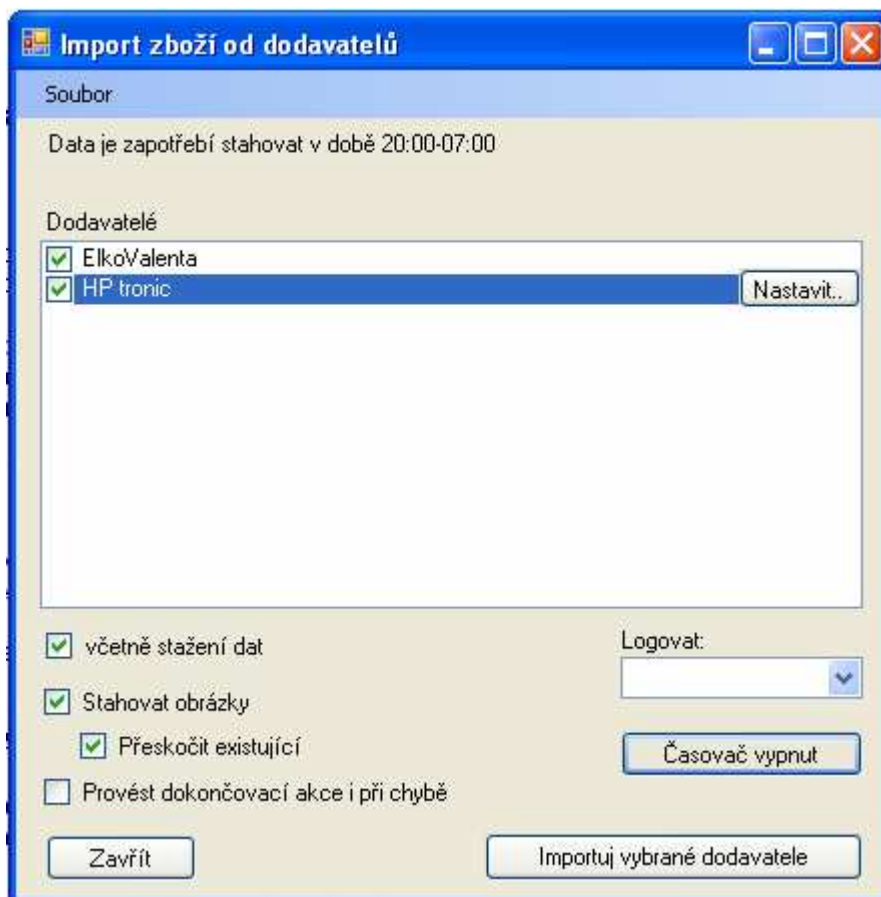 Import zboží od dodavatelů
Soubor
Data je zapotřebí stahovat v době 20:00-07:00
Dodavatelé
ElkoValenta
HP tronic
Nastavit..
včetně stažení dat
Logovat:
Stahovat obrázky
Přeskočit existující
Časovač vypnut
Provést dokončovací akce i při chybě
Zavřít
Importuj vybrané dodavatele